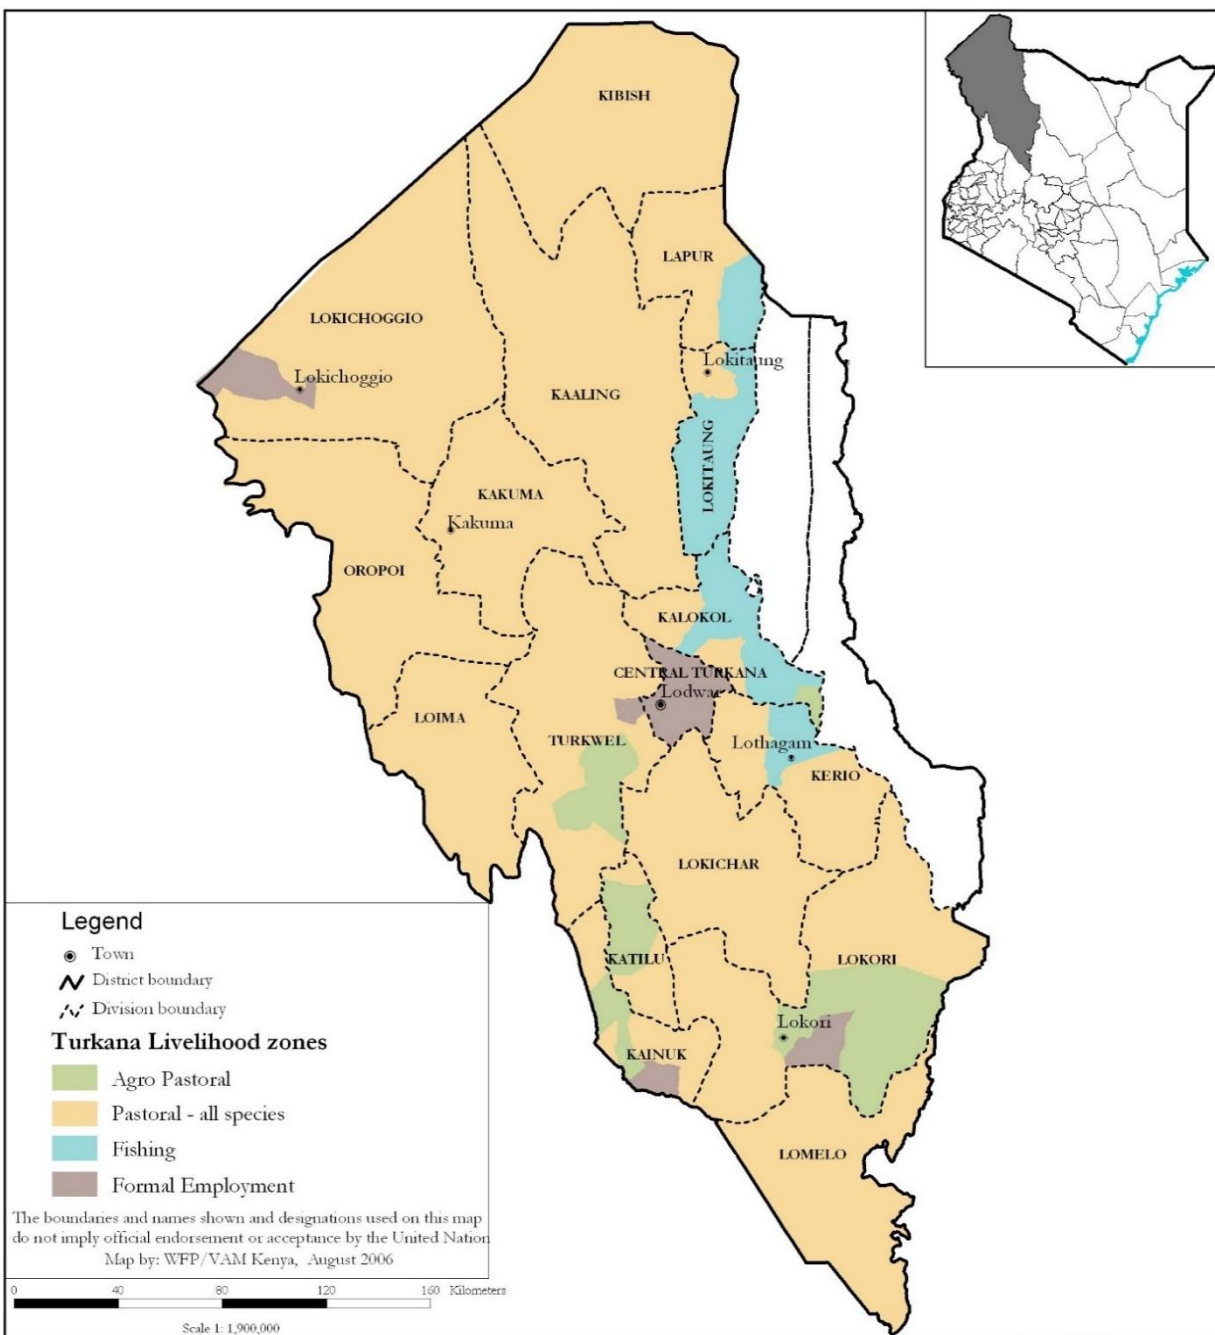 KIBISH
LAPUR
LOKICHOGGIO
Lokitaung
Lokichoggio
KAALING
LOKITAUNG
KAKUMA
Kakuma
OROPOI
KALOKOL
CENTRAL TURKANA
Lodwar
LOIMA
TURKWEL
Lothagam
KERIO
LOKICHAR
KATILU
LOKORI
Lokori
KAINUK
LOMELO
Legend
Town
District boundary
Division boundary
Turkana Livelihood zones
Agro Pastoral
Pastoral - all species
Fishing
Formal Employment
The boundaries and names shown and designations used on this map
do not imply official endorsement or acceptance by the United Nation
Map by: WFP/VAM Kenya, August 2006
0 40 80 120 160 Kilometers
Scale 1: 1,900,000